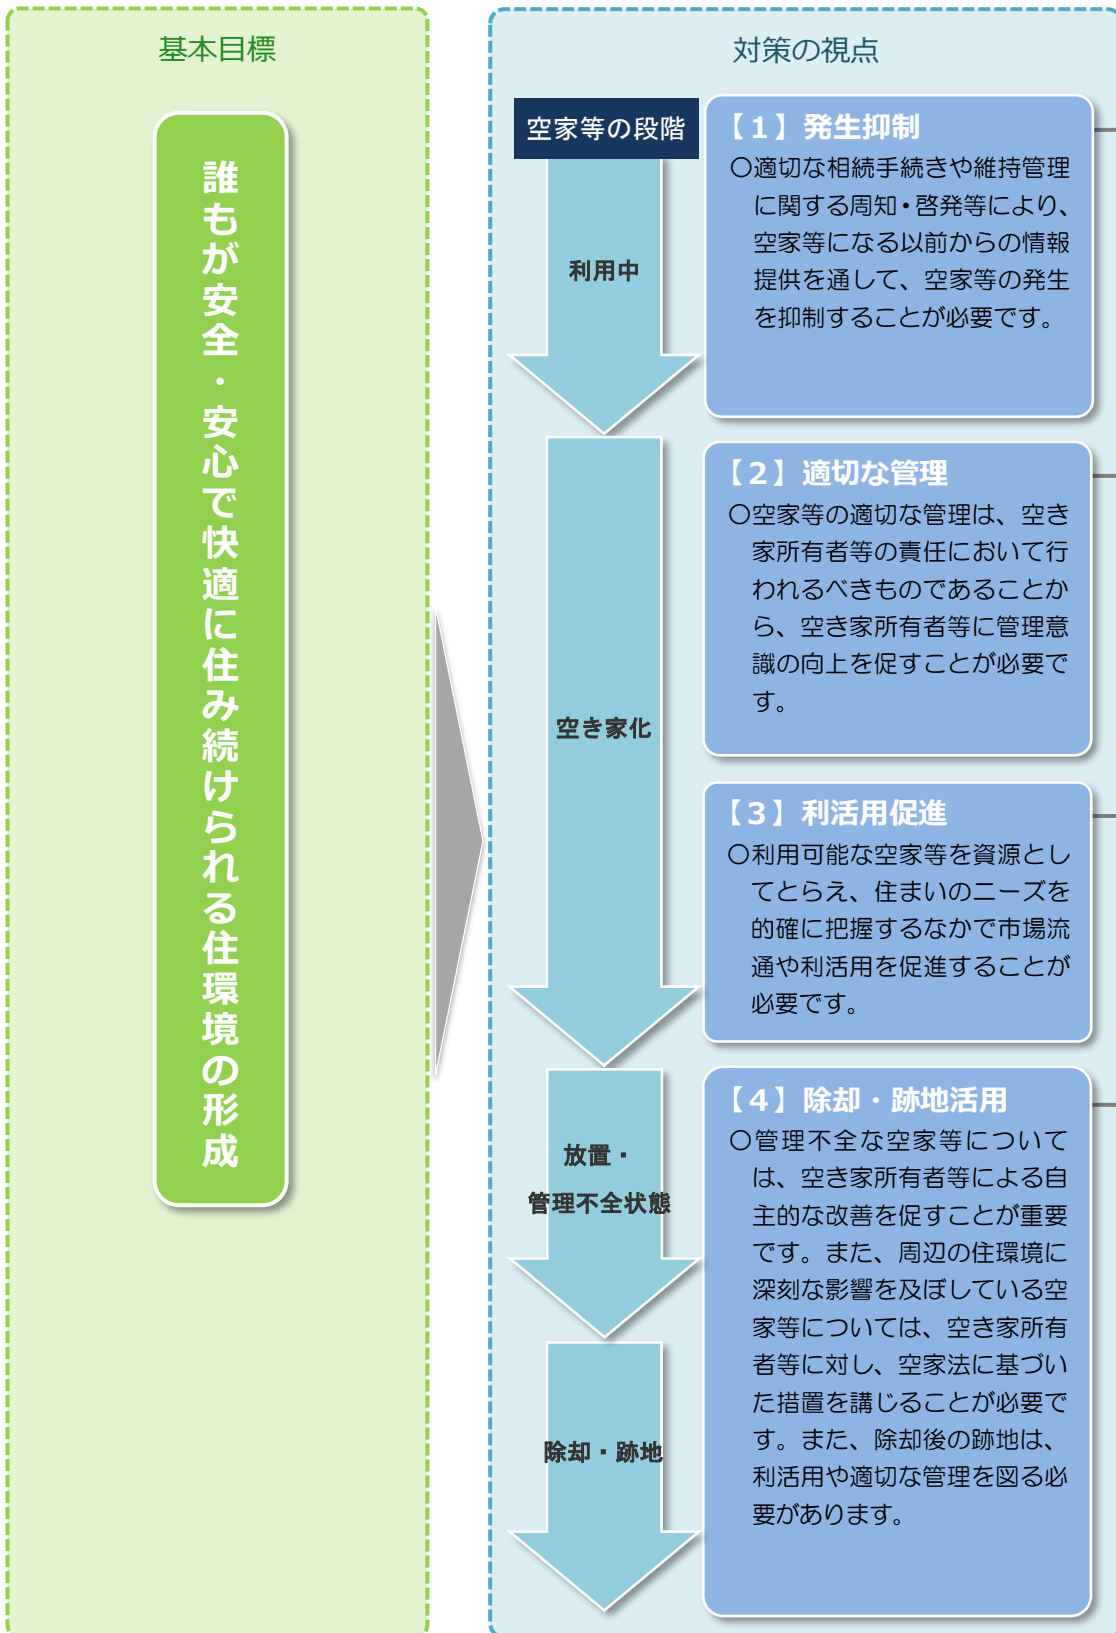 基本目標
誰もが安全・安心で快適に住み続けられる住環境の形成
対策の視点
空家等の段階
利用中
【1】発生抑制
〇適切な相続手続きや維持管理
に関する周知・啓発等により、
空家等になる以前からの情報
提供を通して、空家等の発生
を抑制することが必要です。
空き家化
【2】適切な管理
〇空家等の適切な管理は、空き
家所有者等の責任において行
われるべきものであることか
ら、空き家所有者等に管理意
識の向上を促すことが必要で
す。
【3】利活用促進
〇利用可能な空家等を資源とし
てとらえ、住まいのニーズを
的確に把握するなかで市場流
通や利活用を促進することが
必要です。
放置・
管理不全状態
除却・跡地
【4】除却・跡地活用
〇管理不全な空家等について
は、空き家所有者等による自
主的な改善を促すことが重要
です。また、周辺の住環境に
深刻な影響を及ぼしている空
家等については、空き家所有
者等に対し、空家法に基づい
た措置を講じることが必要で
す。また、除却後の跡地は、
利活用や適切な管理を図る必
要があります。